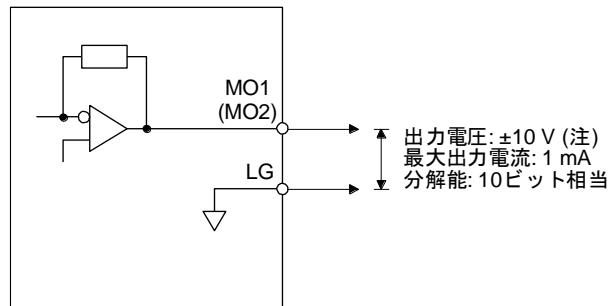 MO1
(MO2)
LG
出力電圧: ±10 V (注)
最大出力電流: 1 mA
分解能: 10ビット相当